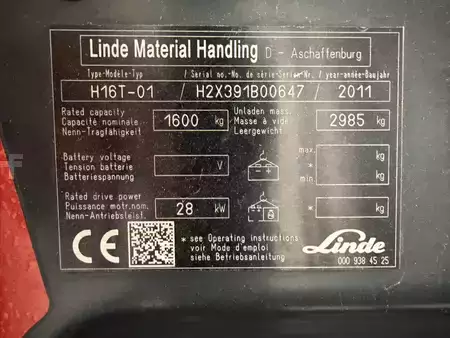 Linde Material Handling D - Aschaffenburg
Type-Modèle-Typ / Serial no.-No. de série-Serien Nr. / year-année-Baujahr
H16T-01 / H2X391B00647 / 2011
Rated capacity
Capacité nominale
Nenn-Tragfähigkeit
1600 kg
Unladen mass
Masse à vide
Leergewicht
2985 kg
Battery voltage
Tension batterie
Batteriespannung
V
max.
*
min
kg
kg
Rated drive power
Puissance motr.nom.
Nenn-Antriebsleist.
28 kW
* kg
CE
* see Operating instructions
voir Mode d'emploi
siehe Betriebsanleitung
Linde
000 938 45 25